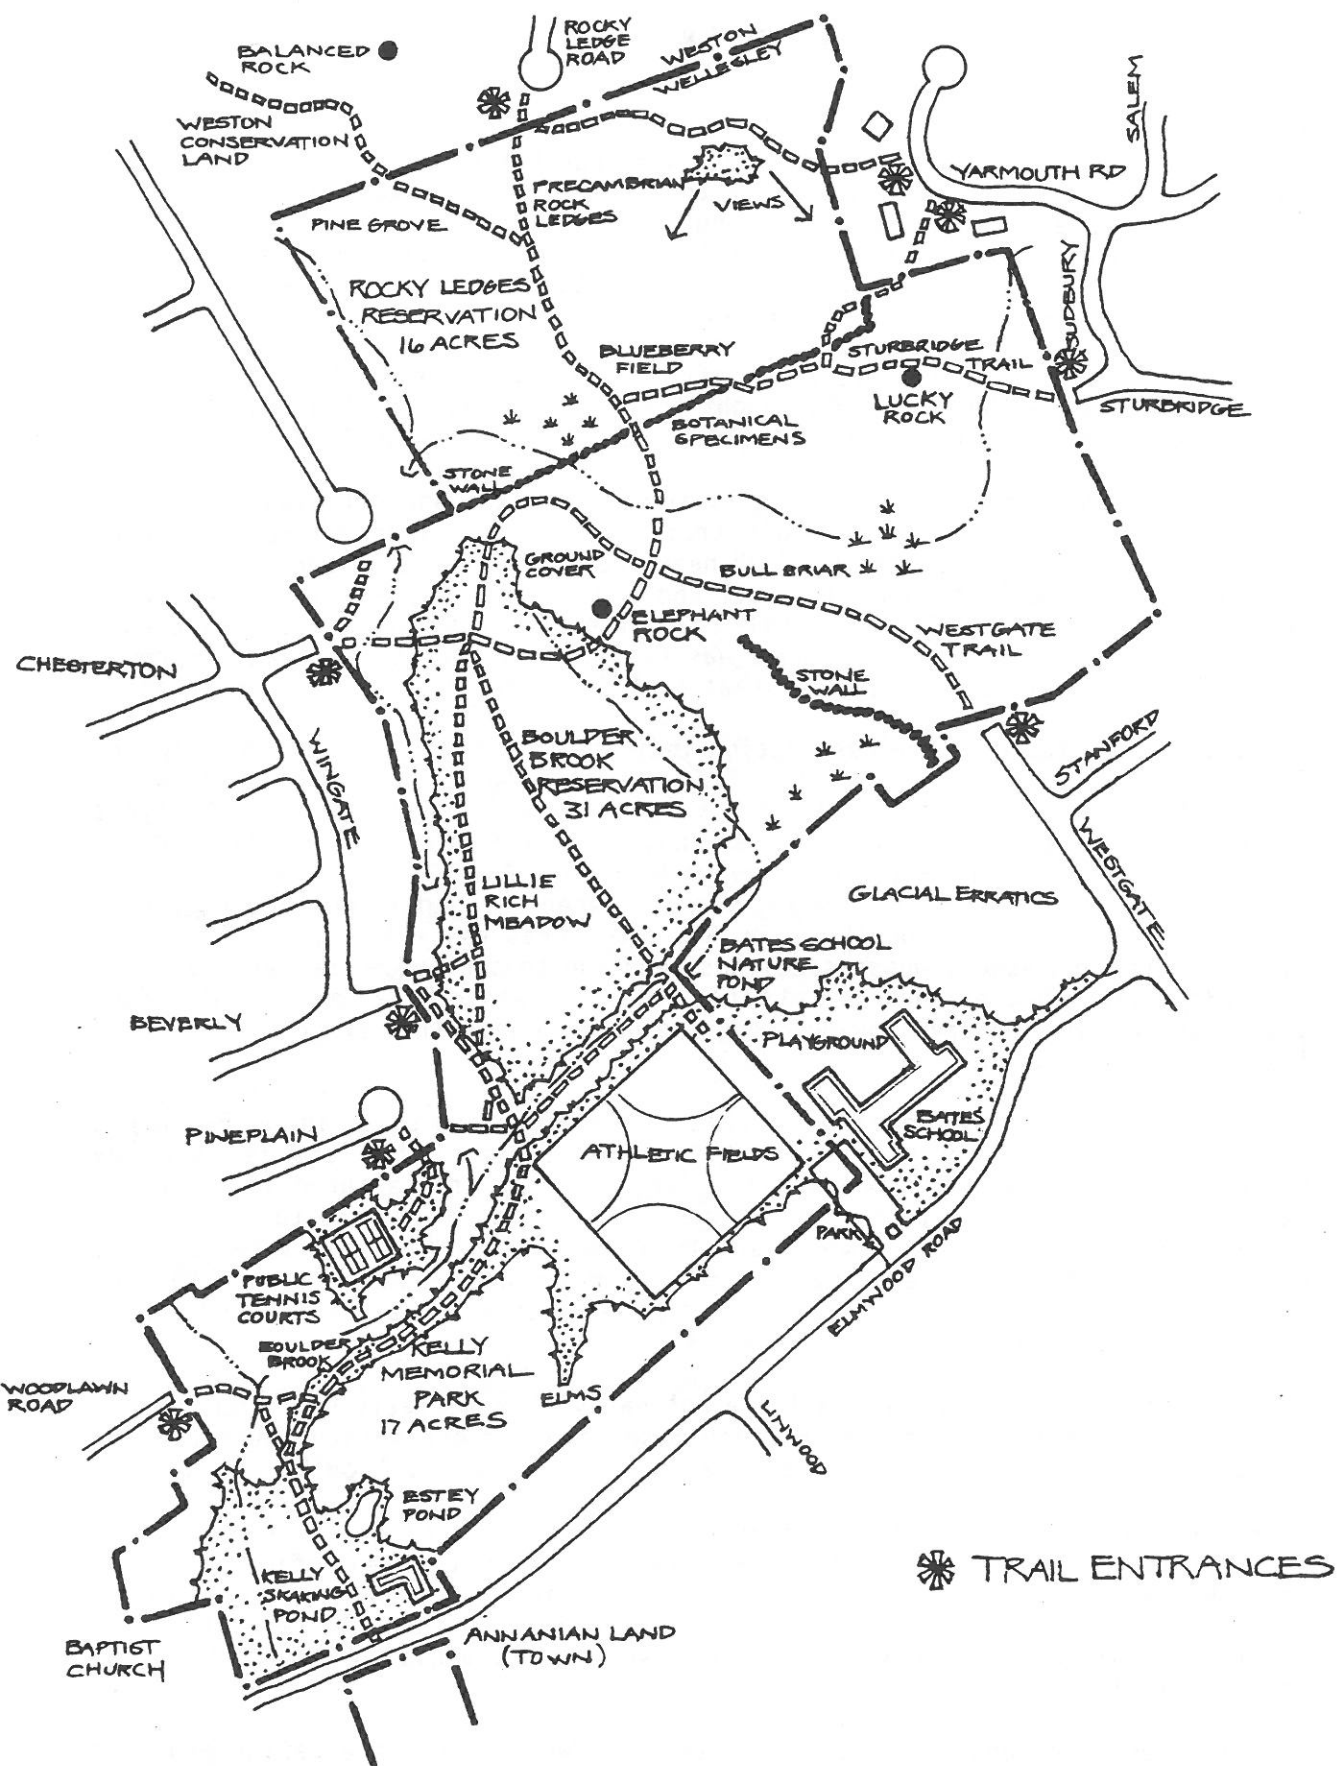 BALANCED
ROCK
ROCKY
LEDGE
ROAD
WESTON
WELLESLEY
SALEM
WESTON
CONSERVATION
LAND
YARMOUTH RD
PRECAMBRIAN
ROCK
LEDGES
VIEWS
PINE GROVE
SUDBURY
ROCKY LEDGES
RESERVATION
16 ACRES
BLUEBERRY
FIELD
STURBRIDGE
TRAIL
LUCKY
ROCK
STURBRIDGE
BOTANICAL
SPECIMENS
STONE
WALL
GROUND
COVER
BULL BRIAR
ELEPHANT
ROCK
WESTGATE
TRAIL
CHESTERTON
STONE
WALL
WINGATE
BOULDER
BROOK
RESERVATION
31 ACRES
STANFORD
WESTGATE
LILLIE
RICH
MEADOW
GLACIAL ERRATICS
BATES SCHOOL
NATURE
POND
BEVERLY
PLAYGROUND
BATES
SCHOOL
PINEPLAIN
ATHLETIC FIELDS
PARK
ELMWOOD ROAD
PUBLIC
TENNIS
COURTS
BOULDER
BROOK
KELLY
MEMORIAL
PARK
17 ACRES
ELMS
WOODLAWN
ROAD
LINWOOD
ESTEY
POND
KELLY
SKAKING
POND
TRAIL ENTRANCES
BAPTIST
CHURCH
ANNANIAN LAND
(TOWN)